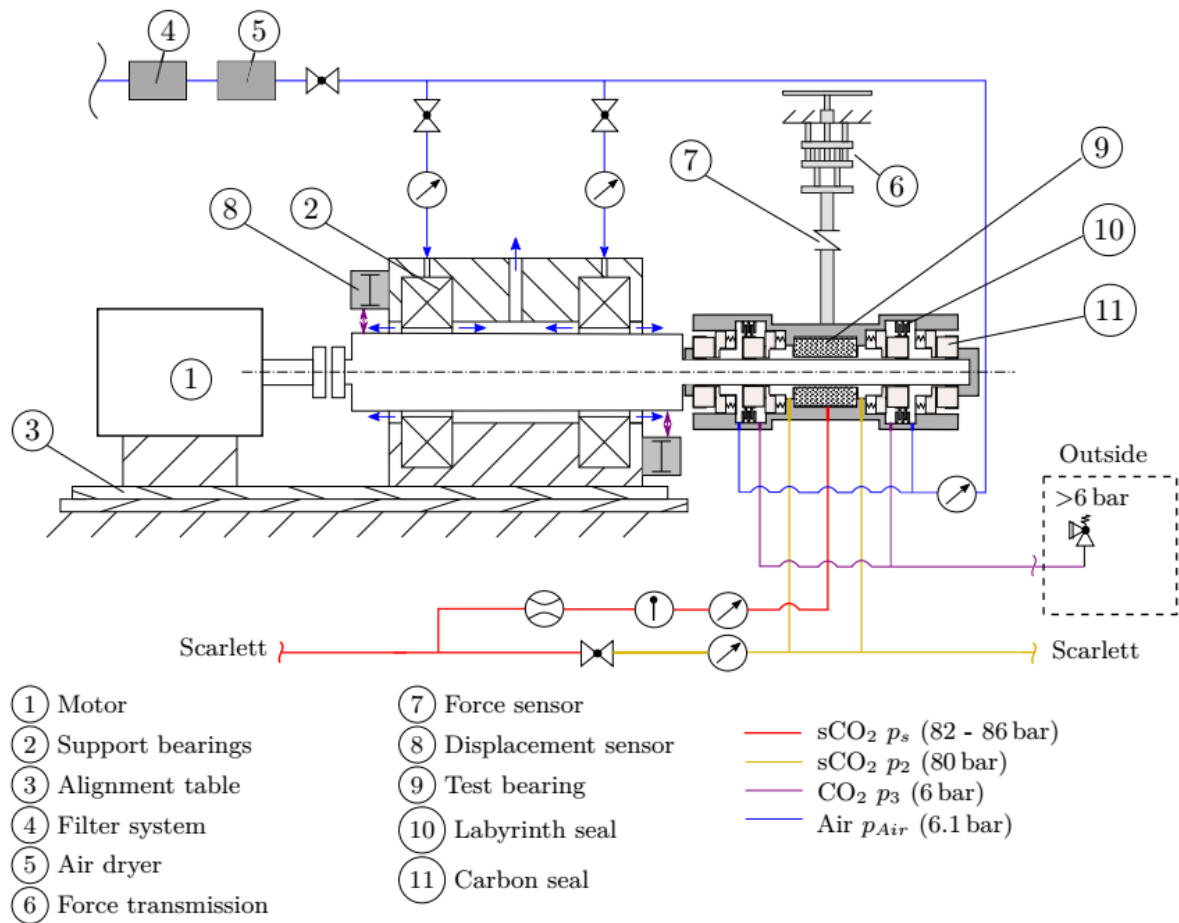 4
5
7
9
6
8
2
10
11
1
3
Outside
>6 bar
Scarlett
Scarlett
1 Motor
2 Support bearings
3 Alignment table
4 Filter system
5 Air dryer
6 Force transmission
7 Force sensor
8 Displacement sensor
9 Test bearing
10 Labyrinth seal
11 Carbon seal
sCO₂ pₛ (82 - 86 bar)
sCO₂ p₂ (80 bar)
CO₂ p₃ (6 bar)
Air p_Air (6.1 bar)